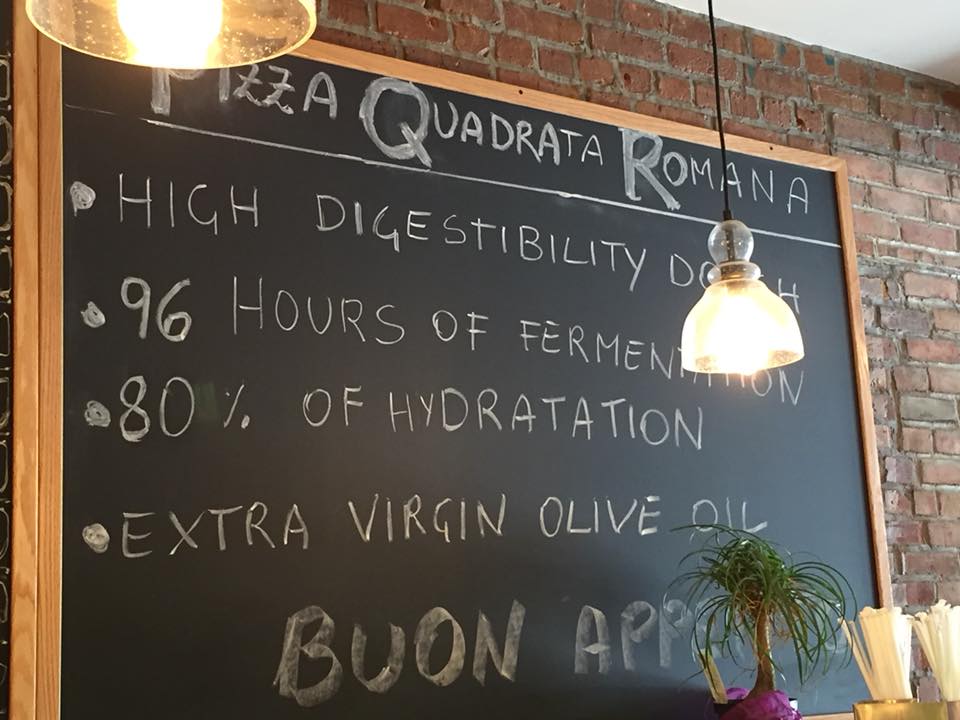 PIZZA QUADRATA ROMANA
• HIGH DIGESTIBILITY
• 96 HOURS OF FERMENTATION
• 80% OF HYDRATATION
• EXTRA VIRGIN OLIVE OIL
BUON